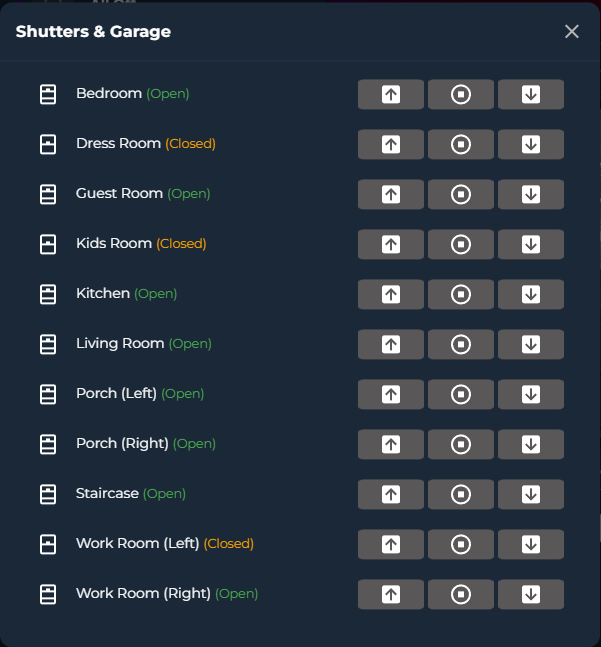 Shutters & Garage
Bedroom (Open)
Dress Room (Closed)
Guest Room (Open)
Kids Room (Closed)
Kitchen (Open)
Living Room (Open)
Porch (Left) (Open)
Porch (Right) (Open)
Staircase (Open)
Work Room (Left) (Closed)
Work Room (Right) (Open)